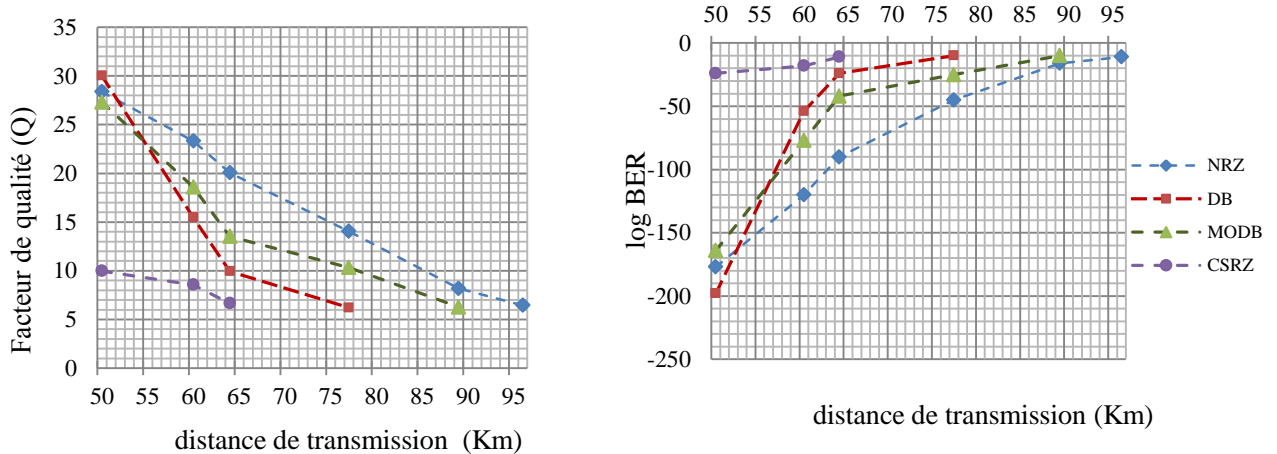 35
30
25
20
15
10
5
0
Facteur de qualité (Q)
50 55 60 65 70 75 80 85 90 95
distance de transmission (Km)
50 55 60 65 70 75 80 85 90 95
0
-50
-100
-150
-200
-250
log BER
distance de transmission (Km)
NRZ
DB
MODB
CSRZ